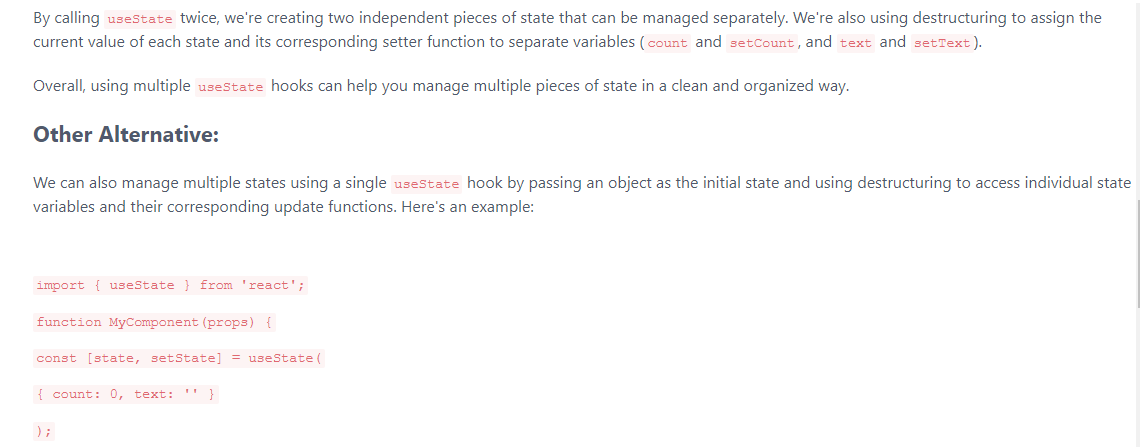 By calling useState twice, we're creating two independent pieces of state that can be managed separately. We're also using destructuring to assign the
current value of each state and its corresponding setter function to separate variables (count and setCount, and text and setText).
Overall, using multiple useState hooks can help you manage multiple pieces of state in a clean and organized way.
Other Alternative:
We can also manage multiple states using a single useState hook by passing an object as the initial state and using destructuring to access individual state
variables and their corresponding update functions. Here's an example:
import { useState } from 'react';
function MyComponent(props) {
const [state, setState] = useState(
{ count: 0, text: '' }
);